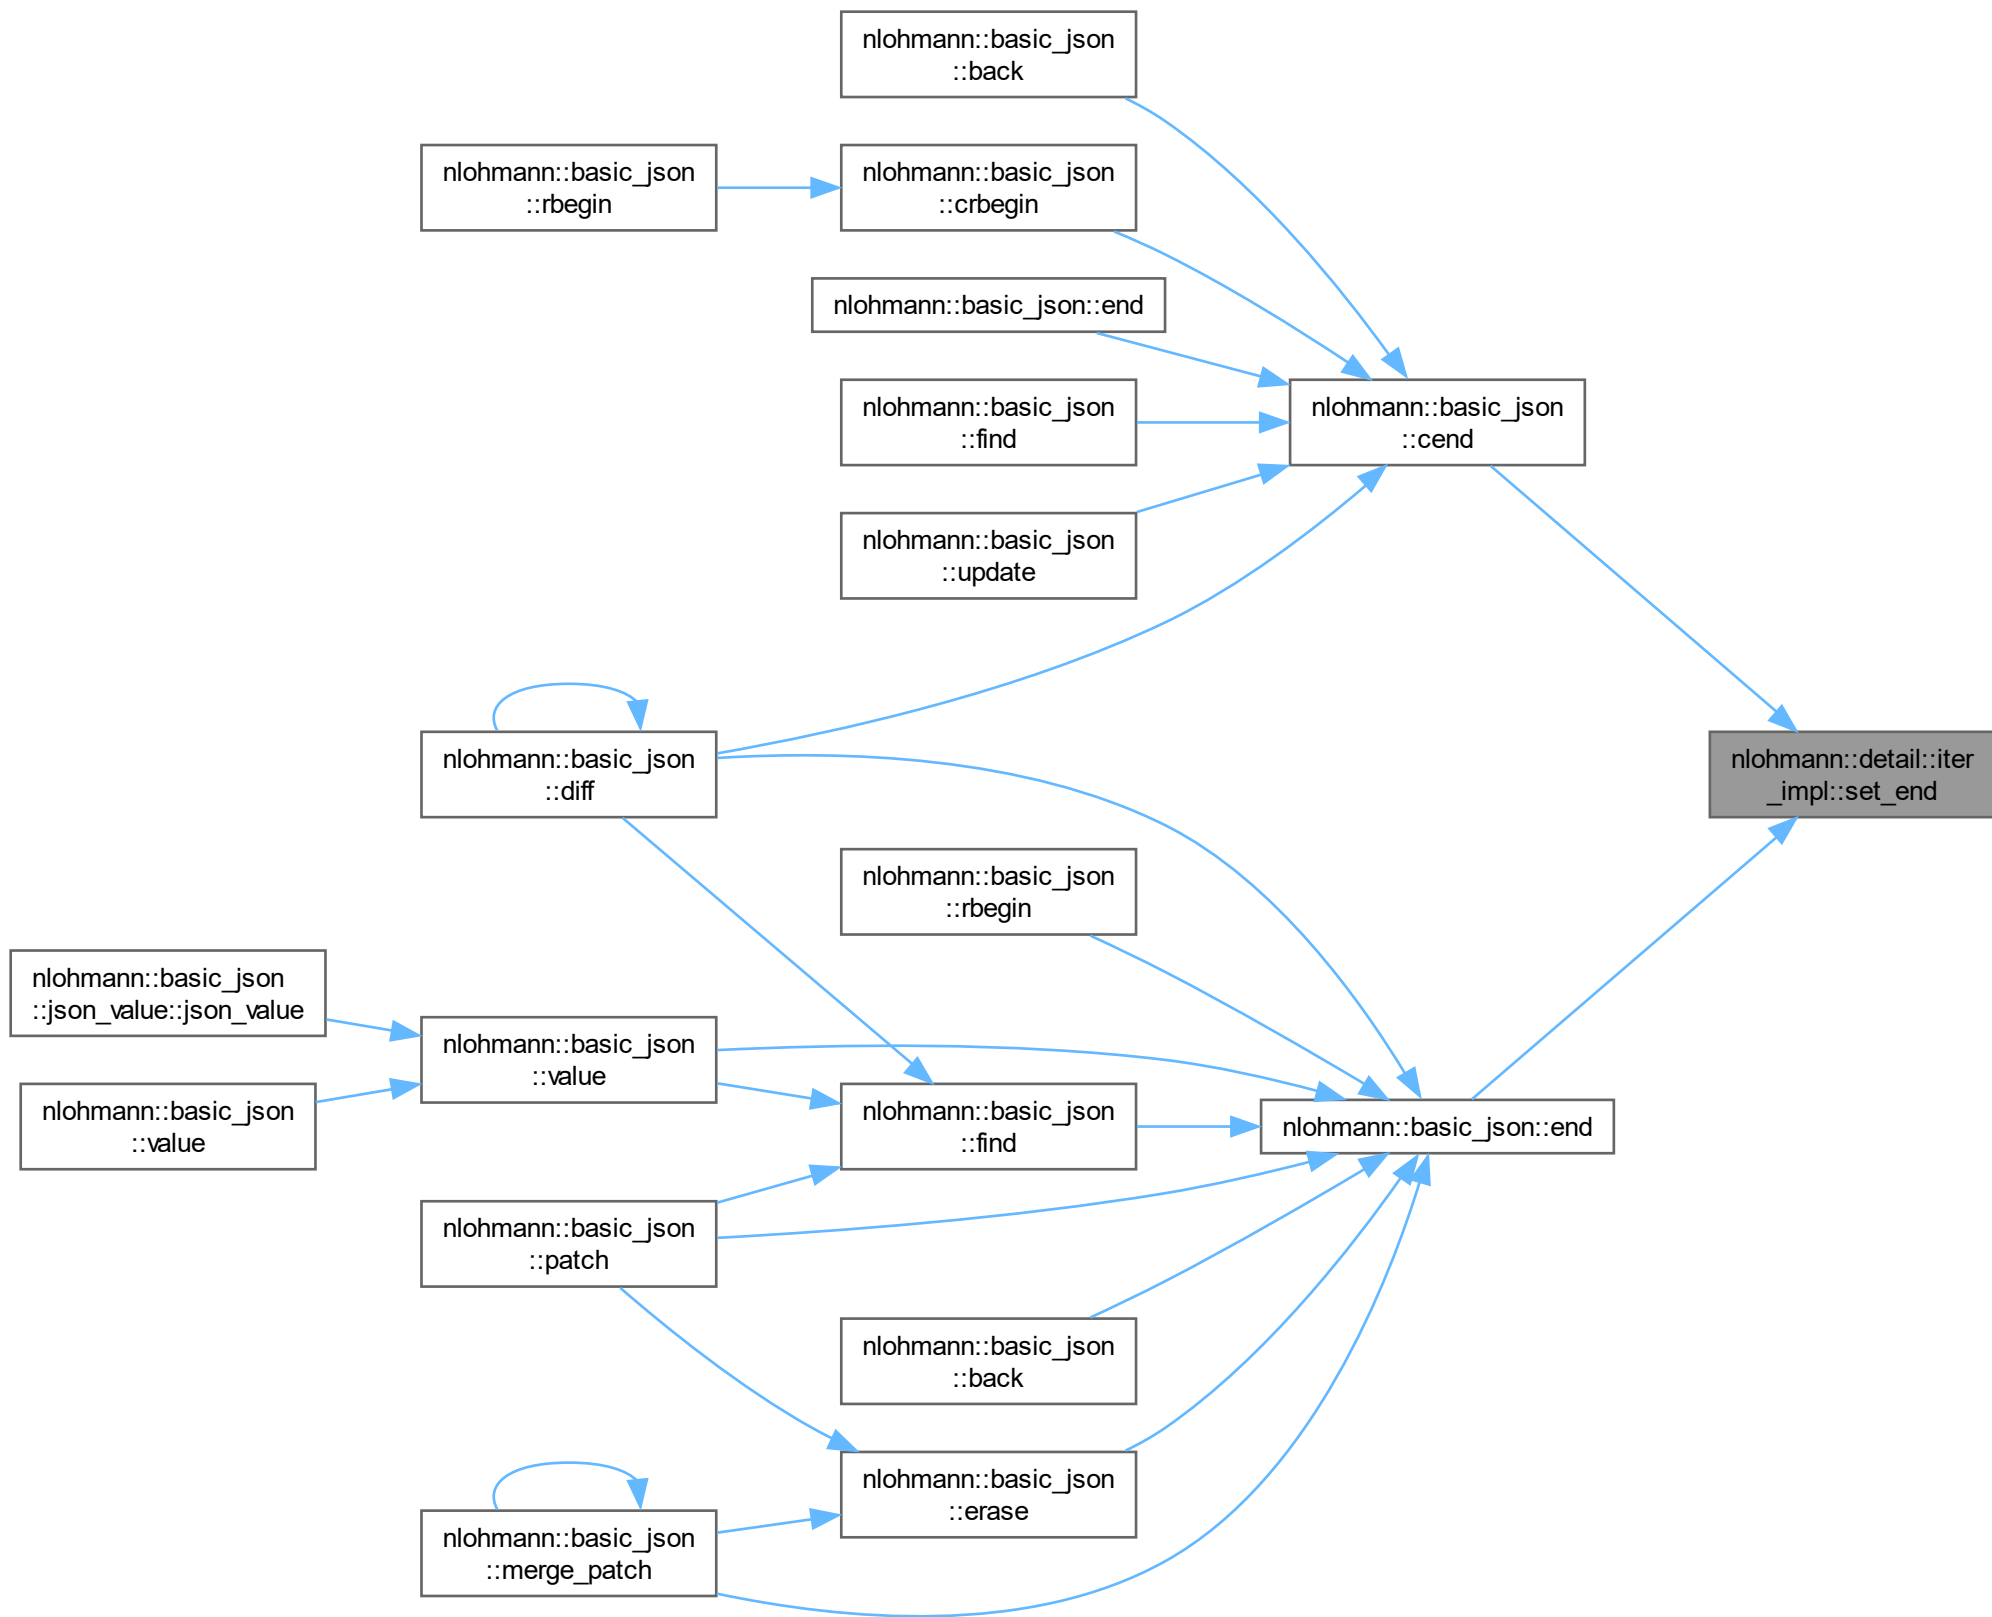 nlohmann::basic_json
::back
nlohmann::basic_json
::rbegin
nlohmann::basic_json
::crbegin
nlohmann::basic_json::end
nlohmann::basic_json
::find
nlohmann::basic_json
::cend
nlohmann::basic_json
::update
nlohmann::basic_json
::diff
nlohmann::detail::iter
_impl::set_end
nlohmann::basic_json
::rbegin
nlohmann::basic_json
::json_value::json_value
nlohmann::basic_json
::value
nlohmann::basic_json
::value
nlohmann::basic_json
::find
nlohmann::basic_json::end
nlohmann::basic_json
::patch
nlohmann::basic_json
::back
nlohmann::basic_json
::erase
nlohmann::basic_json
::merge_patch